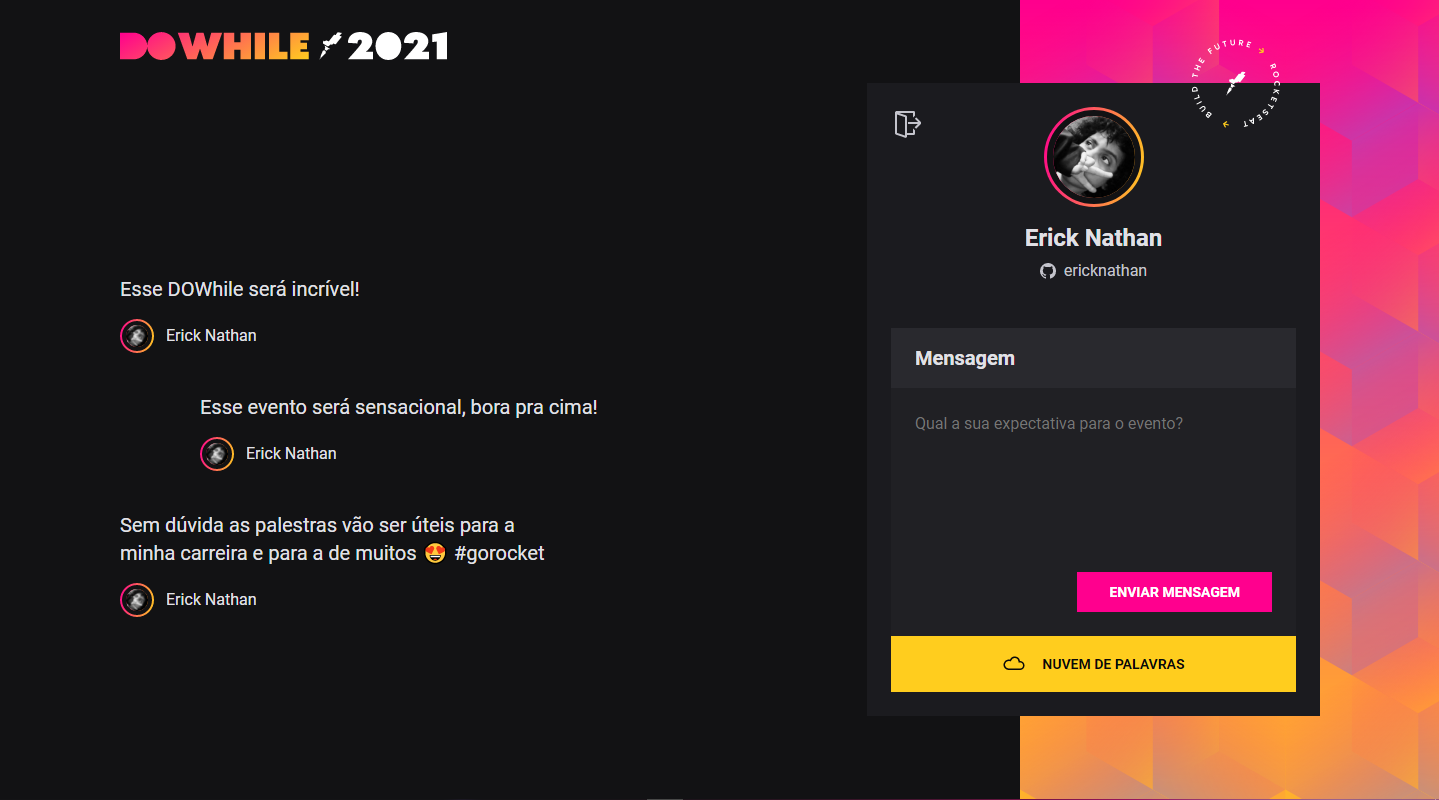 DOWHILE 2021
Esse DOWhile será incrível!
Erick Nathan
Esse evento será sensacional, bora pra cima!
Erick Nathan
Sem dúvida as palestras vão ser úteis para a
minha carreira e para a de muitos 😍 #gorocket
Erick Nathan
BUILD THE FUTURE → ROCKETSEAT →
Erick Nathan
ericknathan
Mensagem
Qual a sua expectativa para o evento?
ENVIAR MENSAGEM
NUVEM DE PALAVRAS